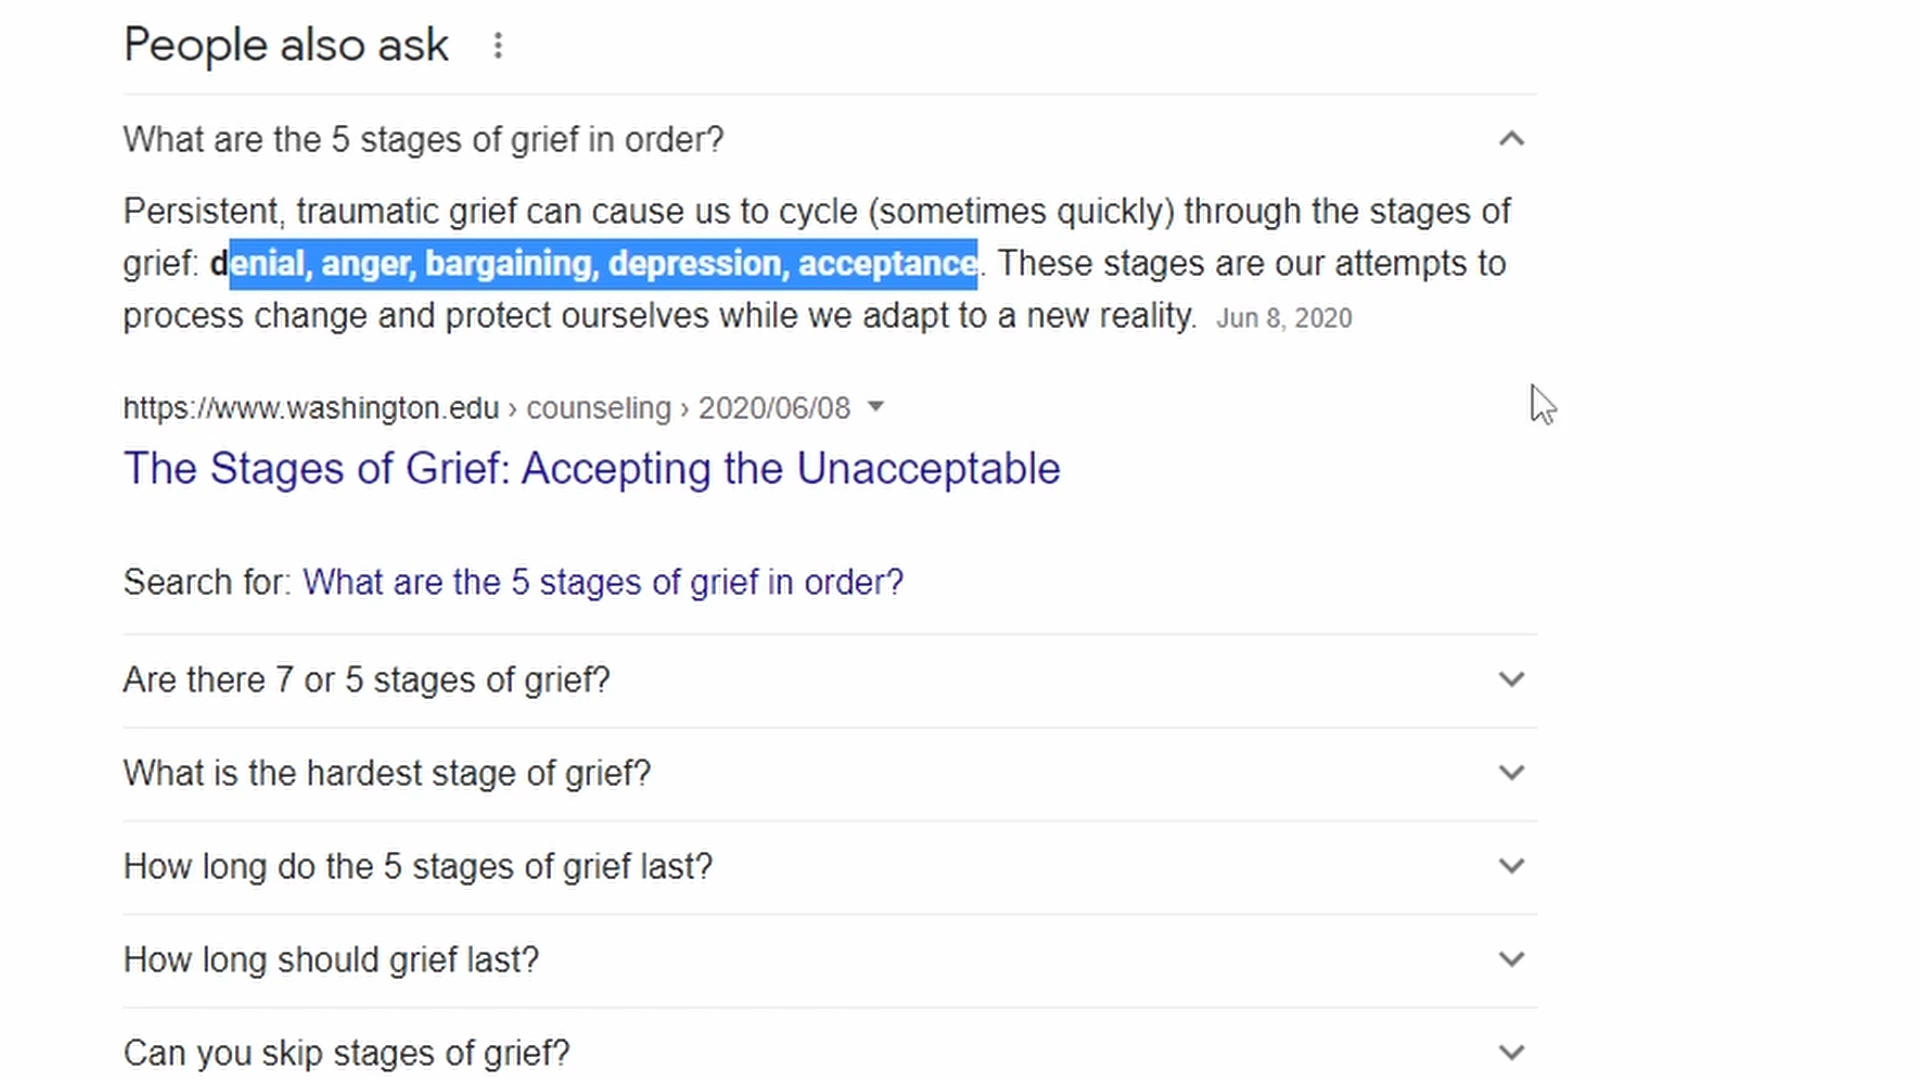 People also ask
What are the 5 stages of grief in order?
Persistent, traumatic grief can cause us to cycle (sometimes quickly) through the stages of
grief: denial, anger, bargaining, depression, acceptance. These stages are our attempts to
process change and protect ourselves while we adapt to a new reality. Jun 8, 2020
https://www.washington.edu › counseling › 2020/06/08
The Stages of Grief: Accepting the Unacceptable
Search for: What are the 5 stages of grief in order?
Are there 7 or 5 stages of grief?
What is the hardest stage of grief?
How long do the 5 stages of grief last?
How long should grief last?
Can you skip stages of grief?